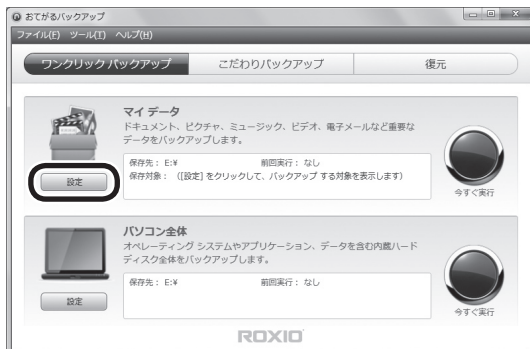 おてがるバックアップ
ファイル(F) ツール(T) ヘルプ(H)
ワンクリック バックアップ こだわりバックアップ 復元
マイ データ
ドキュメント、ピクチャ、ミュージック、ビデオ、電子メールなど重要な
データをバックアップします。
保存先： E:¥ 前回実行： なし
保存対象： （[設定] をクリックして、バックアップ する対象を表示します）
設定
今すぐ実行
パソコン全体
オペレーティング システムやアプリケーション、データを含む内蔵ハード
ディスク全体をバックアップします。
保存先： E:¥ 前回実行： なし
設定
今すぐ実行
ROXIO